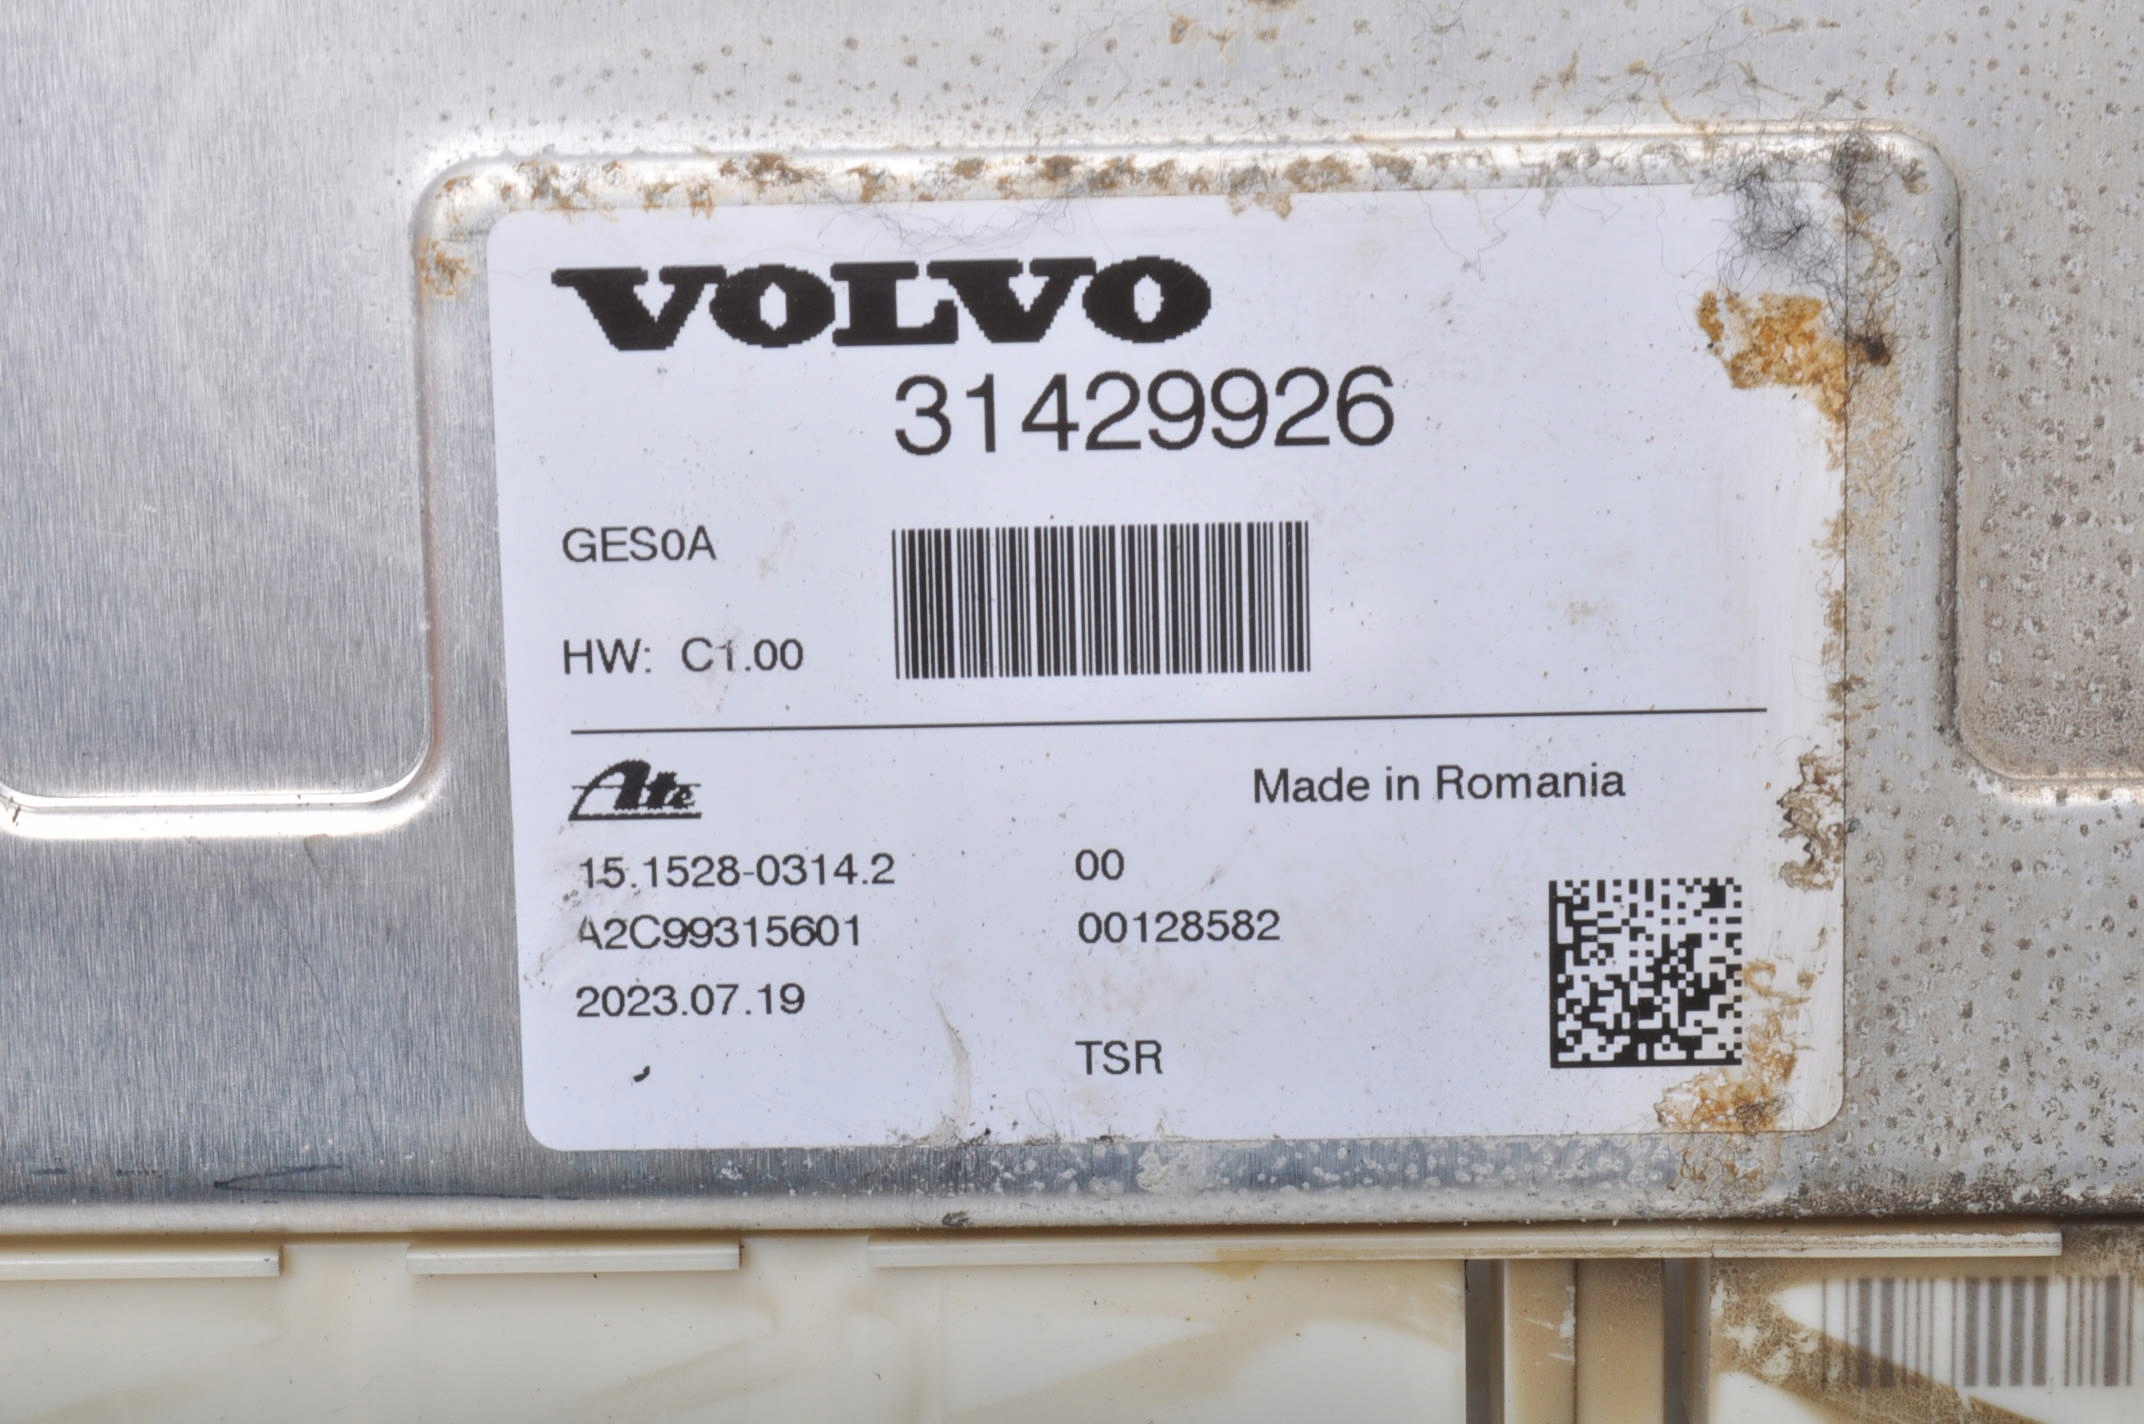 VOLVO
31429926
GES0A
HW: C1.00
Ate
Made in Romania
15.1528-0314.2 00
A2C99315601 00128582
2023.07.19
TSR